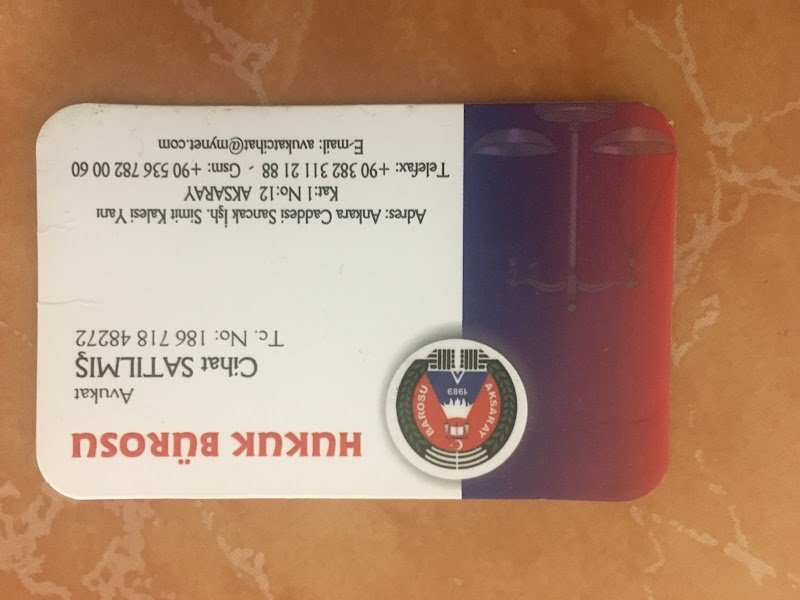 HUKUK BÜROSU
Avukat
Cihat SATILMIŞ
Tc. No: 186 718 48272
Adres: Ankara Caddesi Sancak İşh. Simit Kalesi Yanı
Kat:1 No:12 AKSARAY
Telefax: +90 382 311 21 88 - Gsm: +90 536 782 00 60
E-mail: avukatcihat@mynet.com
AKSARAY BAROSU
1989